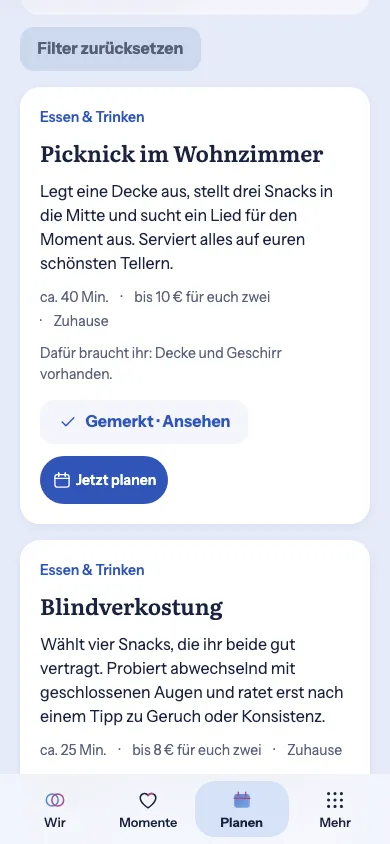 Filter zurücksetzen
Essen & Trinken
Picknick im Wohnzimmer
Legt eine Decke aus, stellt drei Snacks in
die Mitte und sucht ein Lied für den
Moment aus. Serviert alles auf euren
schönsten Tellern.
ca. 40 Min. · bis 10 € für euch zwei
· Zuhause
Dafür braucht ihr: Decke und Geschirr
vorhanden.
Gemerkt · Ansehen
Jetzt planen
Essen & Trinken
Blindverkostung
Wählt vier Snacks, die ihr beide gut
vertragt. Probiert abwechselnd mit
geschlossenen Augen und ratet erst nach
einem Tipp zu Geruch oder Konsistenz.
ca. 25 Min. · bis 8 € für euch zwei · Zuhause
Wir Momente Planen Mehr